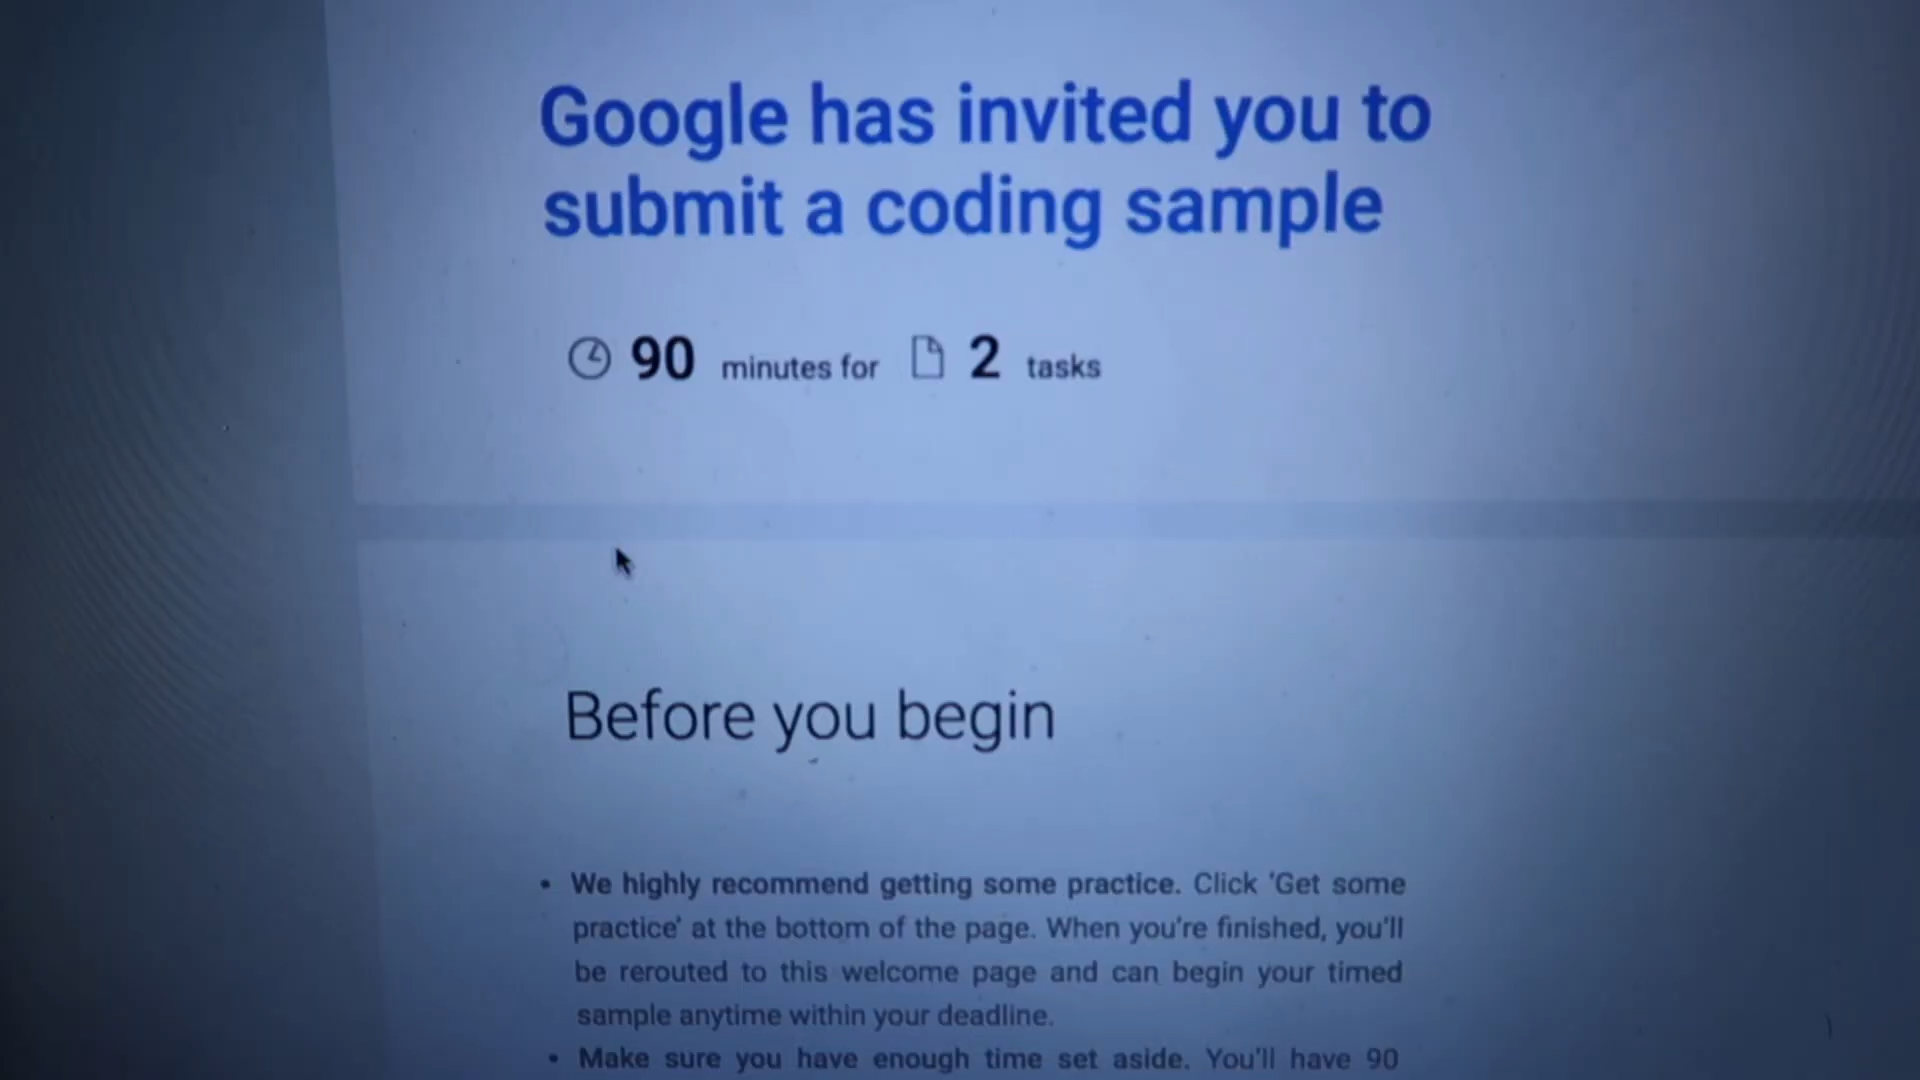 Google has invited you to
submit a coding sample
90 minutes for 2 tasks
Before you begin
• We highly recommend getting some practice. Click 'Get some
practice' at the bottom of the page. When you're finished, you'll
be rerouted to this welcome page and can begin your timed
sample anytime within your deadline.
• Make sure you have enough time set aside. You'll have 90